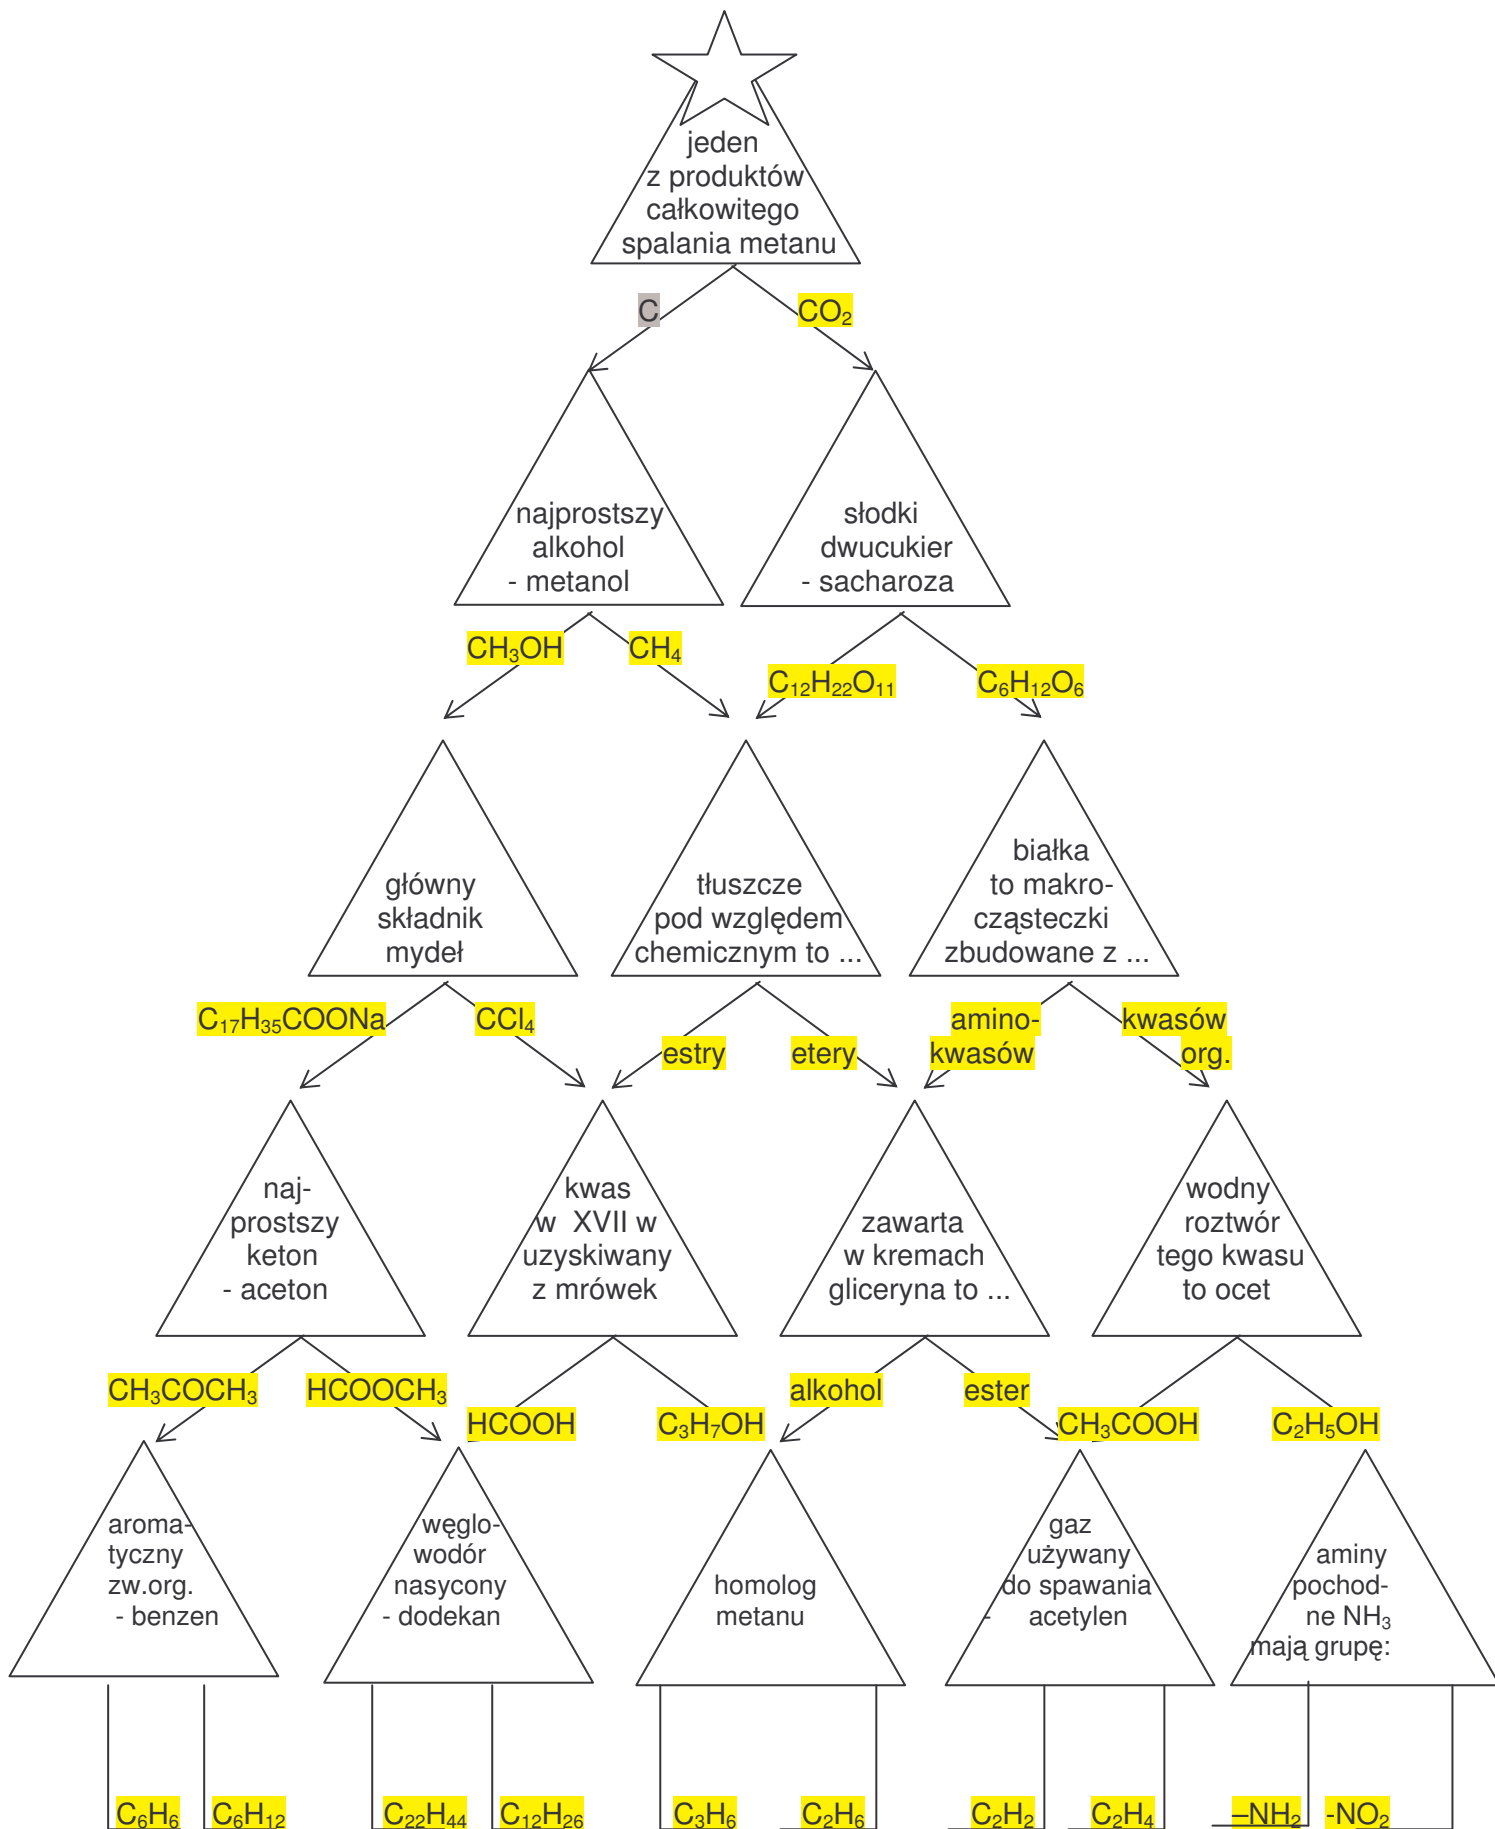 jeden
z produktów
całkowitego
spalania metanu
C
CO₂
najprostszy
alkohol
- metanol
słodki
dwucukier
- sacharoza
CH₃OH
CH₄
C₁₂H₂₂O₁₁
C₆H₁₂O₆
główny
składnik
mydeł
tłuszcze
pod względem
chemicznym to ...
białka
to makro-
cząsteczki
zbudowane z ...
C₁₇H₃₅COONa
CCl₄
estry
etery
amino-
kwasów
kwasów
org.
naj-
prostszy
keton
- aceton
kwas
w XVII w
uzyskiwany
z mrówek
zawarta
w kremach
gliceryna to ...
wodny
roztwór
tego kwasu
to ocet
CH₃COCH₃
HCOOCH₃
HCOOH
C₃H₇OH
alkohol
ester
CH₃COOH
C₂H₅OH
aroma-
tyczny
zw.org.
- benzen
węglo-
wodór
nasycony
- dodekan
homolog
metanu
gaz
używany
do spawania
- acetylen
aminy
pochod-
ne NH₃
mają grupę:
C₆H₆
C₆H₁₂
C₂₂H₄₄
C₁₂H₂₆
C₃H₆
C₂H₆
C₂H₂
C₂H₄
–NH₂
-NO₂